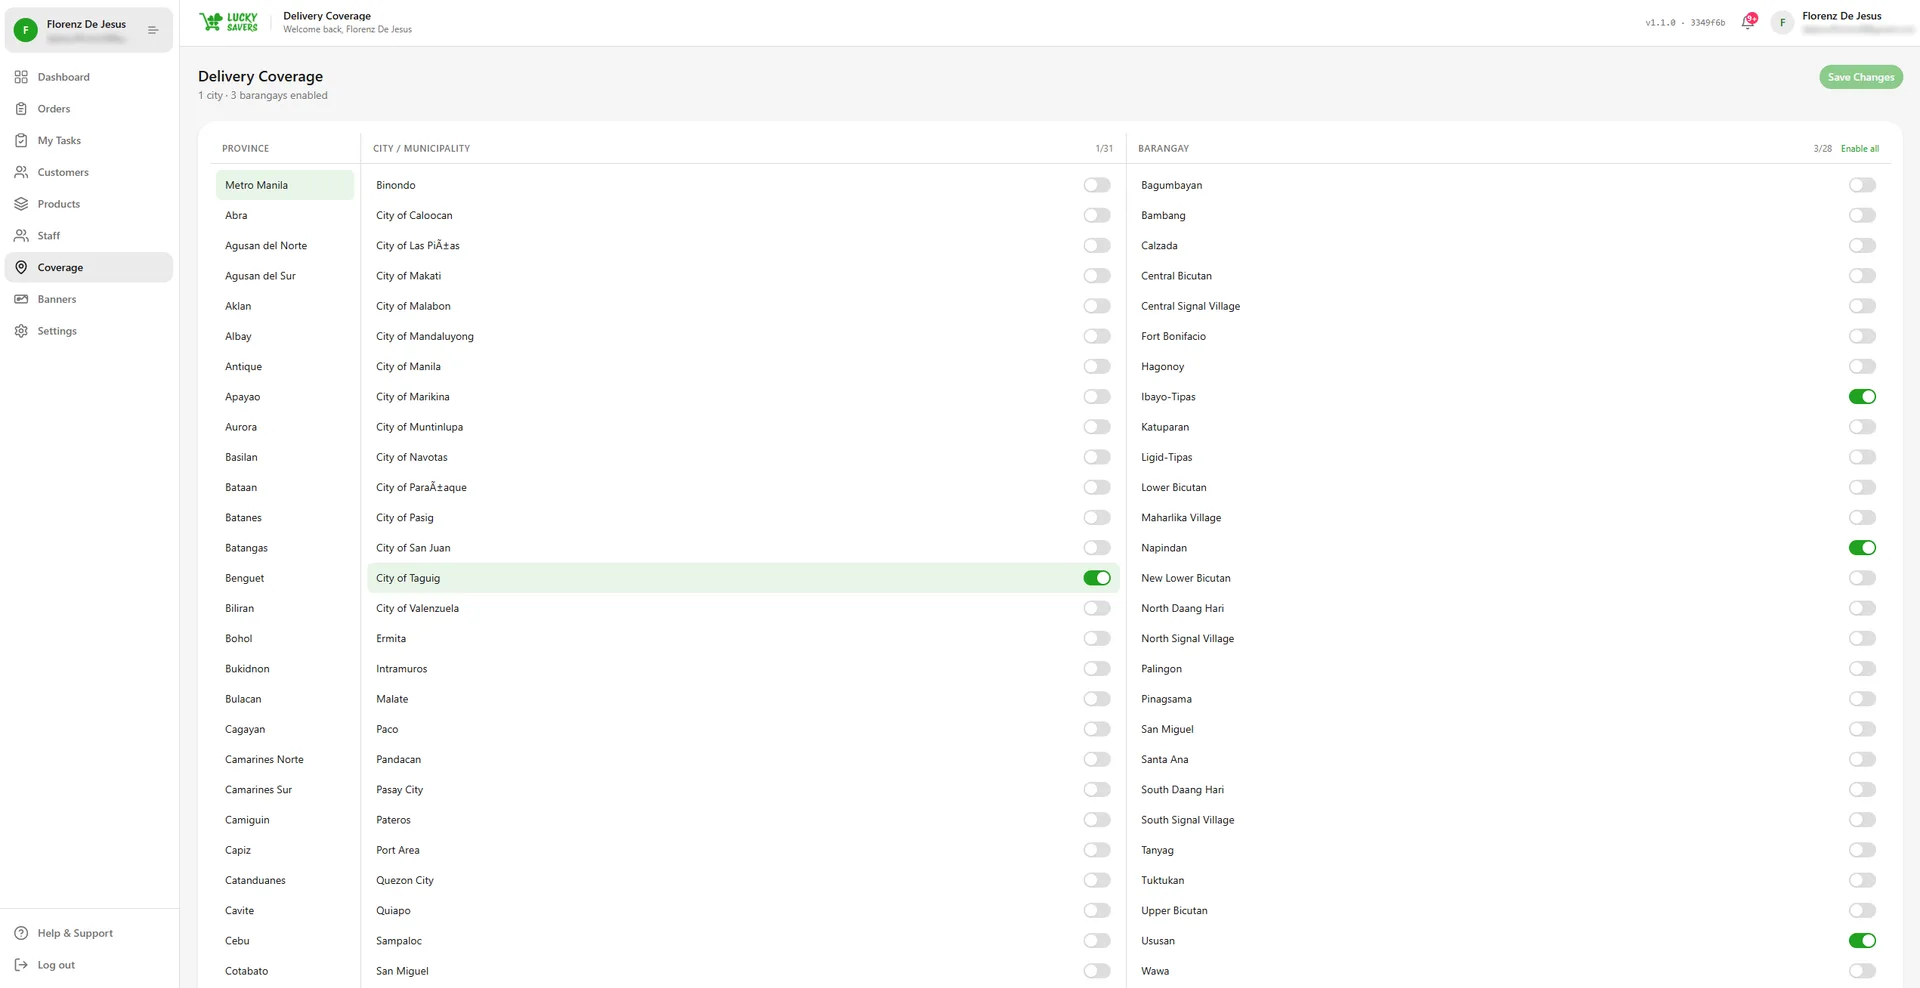 F
Florenz De Jesus
Dashboard
Orders
My Tasks
Customers
Products
Staff
Coverage
Banners
Settings
Help & Support
Log out
LUCKY
SAVERS
Delivery Coverage
Welcome back, Florenz De Jesus
v1.1.0 · 3349f6b
9+
F
Florenz De Jesus
Delivery Coverage
1 city · 3 barangays enabled
Save Changes
PROVINCE
Metro Manila
Abra
Agusan del Norte
Agusan del Sur
Aklan
Albay
Antique
Apayao
Aurora
Basilan
Bataan
Batanes
Batangas
Benguet
Biliran
Bohol
Bukidnon
Bulacan
Cagayan
Camarines Norte
Camarines Sur
Camiguin
Capiz
Catanduanes
Cavite
Cebu
Cotabato
CITY / MUNICIPALITY 1/31
Binondo
City of Caloocan
City of Las PiÃ±as
City of Makati
City of Malabon
City of Mandaluyong
City of Manila
City of Marikina
City of Muntinlupa
City of Navotas
City of ParaÃ±aque
City of Pasig
City of San Juan
City of Taguig
City of Valenzuela
Ermita
Intramuros
Malate
Paco
Pandacan
Pasay City
Pateros
Port Area
Quezon City
Quiapo
Sampaloc
San Miguel
BARANGAY 3/28 Enable all
Bagumbayan
Bambang
Calzada
Central Bicutan
Central Signal Village
Fort Bonifacio
Hagonoy
Ibayo-Tipas
Katuparan
Ligid-Tipas
Lower Bicutan
Maharlika Village
Napindan
New Lower Bicutan
North Daang Hari
North Signal Village
Palingon
Pinagsama
San Miguel
Santa Ana
South Daang Hari
South Signal Village
Tanyag
Tuktukan
Upper Bicutan
Ususan
Wawa